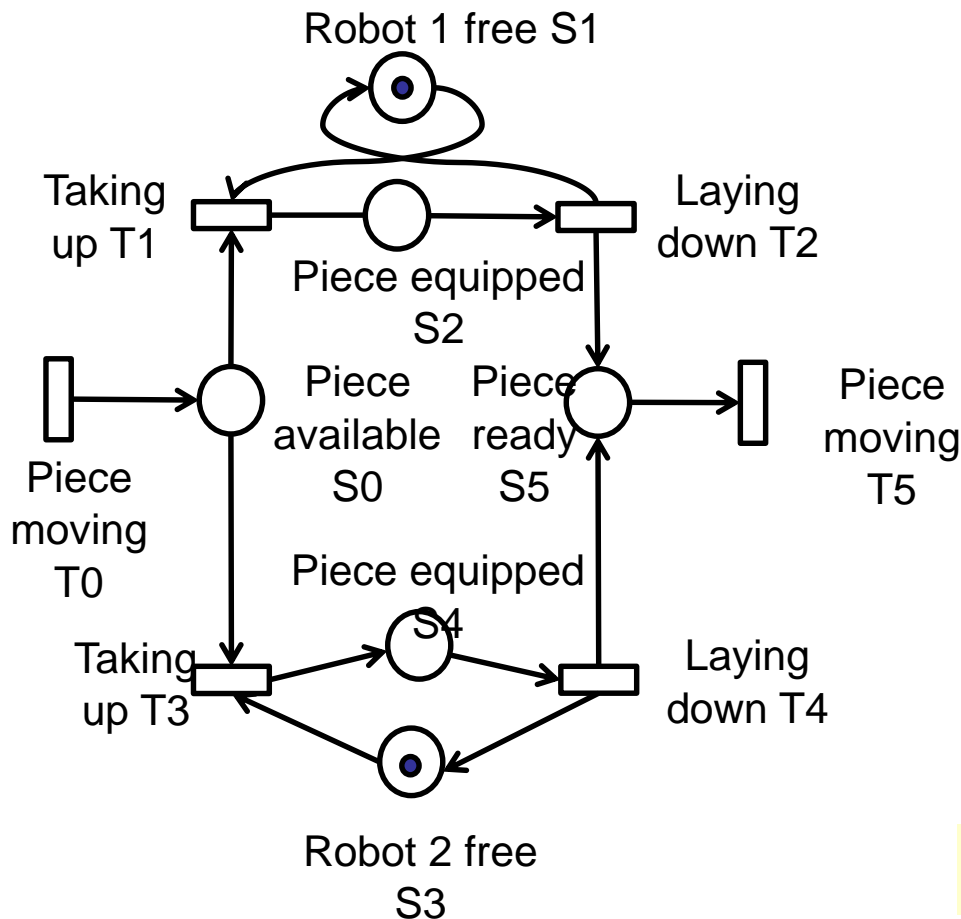 Robot 1 free S1
Taking
up T1
Laying
down T2
Piece equipped
S2
Piece
available
S0
Piece
ready
S5
Piece
moving
T5
Piece
moving
T0
Piece equipped
S4
Taking
up T3
Laying
down T4
Robot 2 free
S3